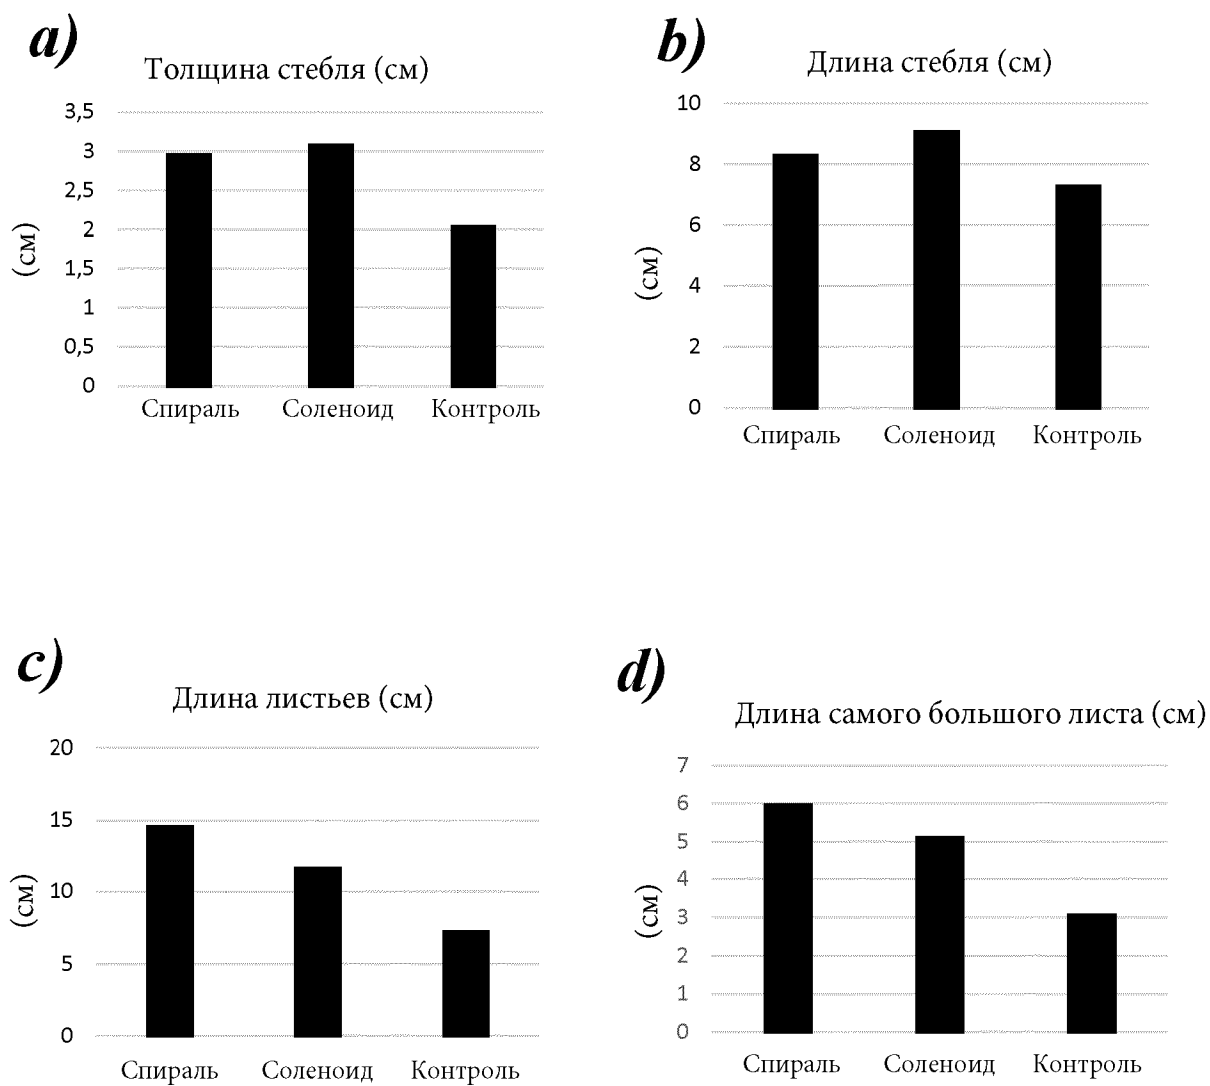 a)
Толщина стебля (см)
3,5
3
2,5
2
1,5
1
0,5
0
(см)
Спираль Соленоид Контроль
b)
Длина стебля (см)
10
8
6
4
2
0
(см)
Спираль Соленоид Контроль
c)
Длина листьев (см)
20
15
10
5
0
(см)
Спираль Соленоид Контроль
d)
Длина самого большого листа (см)
7
6
5
4
3
2
1
0
(см)
Спираль Соленоид Контроль